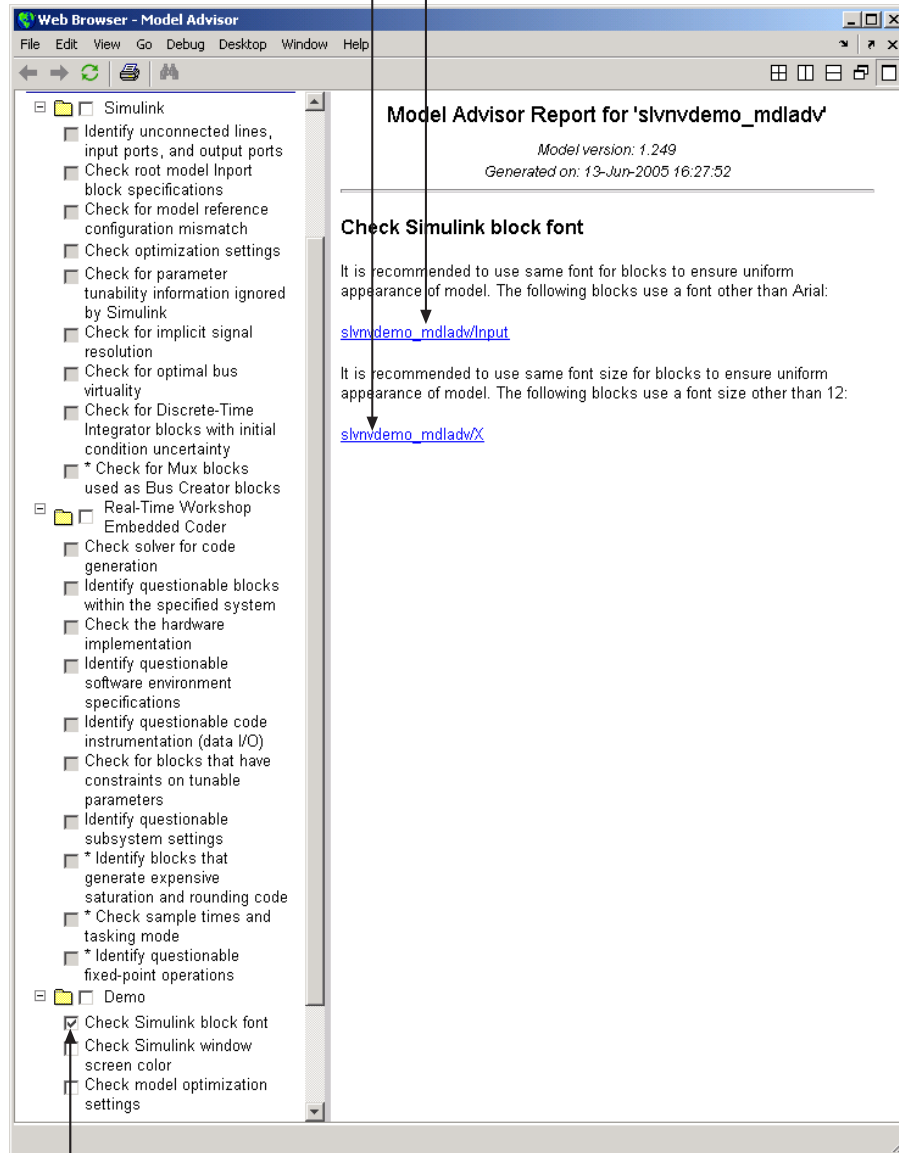 Web Browser - Model Advisor
File Edit View Go Debug Desktop Window Help
Simulink
Identify unconnected lines,
input ports, and output ports
Check root model Inport
block specifications
Check for model reference
configuration mismatch
Check optimization settings
Check for parameter
tunability information ignored
by Simulink
Check for implicit signal
resolution
Check for optimal bus
virtuality
Check for Discrete-Time
Integrator blocks with initial
condition uncertainty
* Check for Mux blocks
used as Bus Creator blocks
Real-Time Workshop
Embedded Coder
Check solver for code
generation
Identify questionable blocks
within the specified system
Check the hardware
implementation
Identify questionable
software environment
specifications
Identify questionable code
instrumentation (data I/O)
Check for blocks that have
constraints on tunable
parameters
Identify questionable
subsystem settings
* Identify blocks that
generate expensive
saturation and rounding code
* Check sample times and
tasking mode
* Identify questionable
fixed-point operations
Demo
Check Simulink block font
Check Simulink window
screen color
Check model optimization
settings
Model Advisor Report for 'slvnvdemo_mdladv'
Model version: 1.249
Generated on: 13-Jun-2005 16:27:52
Check Simulink block font
It is recommended to use same font for blocks to ensure uniform
appearance of model. The following blocks use a font other than Arial:
slvnvdemo_mdladv/Input
It is recommended to use same font size for blocks to ensure uniform
appearance of model. The following blocks use a font size other than 12:
slvnvdemo_mdladv/X